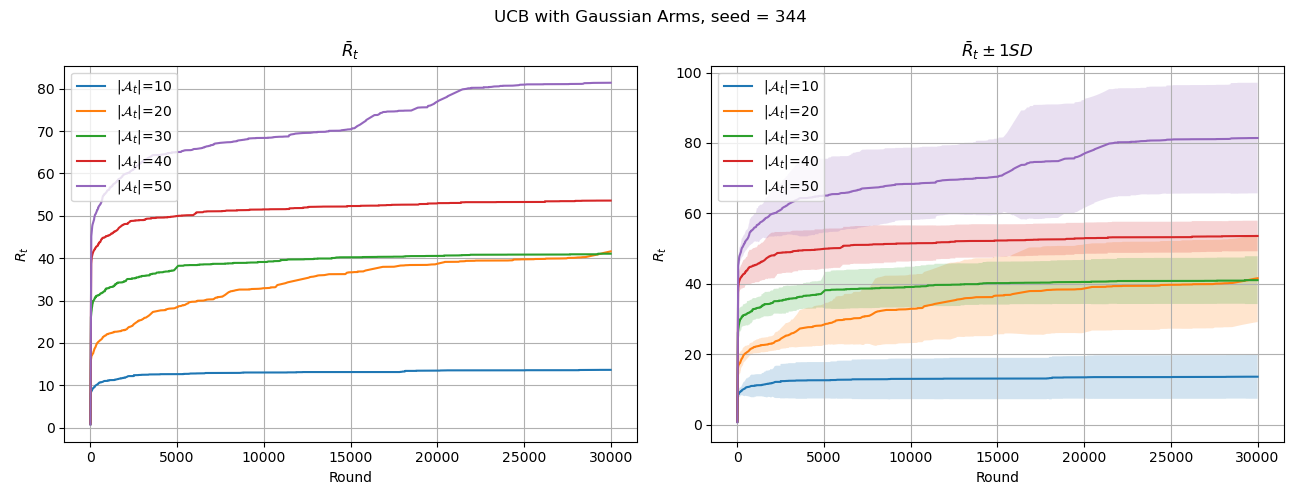 UCB with Gaussian Arms, seed = 344
R̄ₜ
|𝒜ₜ|=10
|𝒜ₜ|=20
|𝒜ₜ|=30
|𝒜ₜ|=40
|𝒜ₜ|=50
80
70
60
50
40
30
20
10
0
Rₜ
0 5000 10000 15000 20000 25000 30000
Round
R̄ₜ ± 1SD
|𝒜ₜ|=10
|𝒜ₜ|=20
|𝒜ₜ|=30
|𝒜ₜ|=40
|𝒜ₜ|=50
100
80
60
40
20
0
Rₜ
0 5000 10000 15000 20000 25000 30000
Round